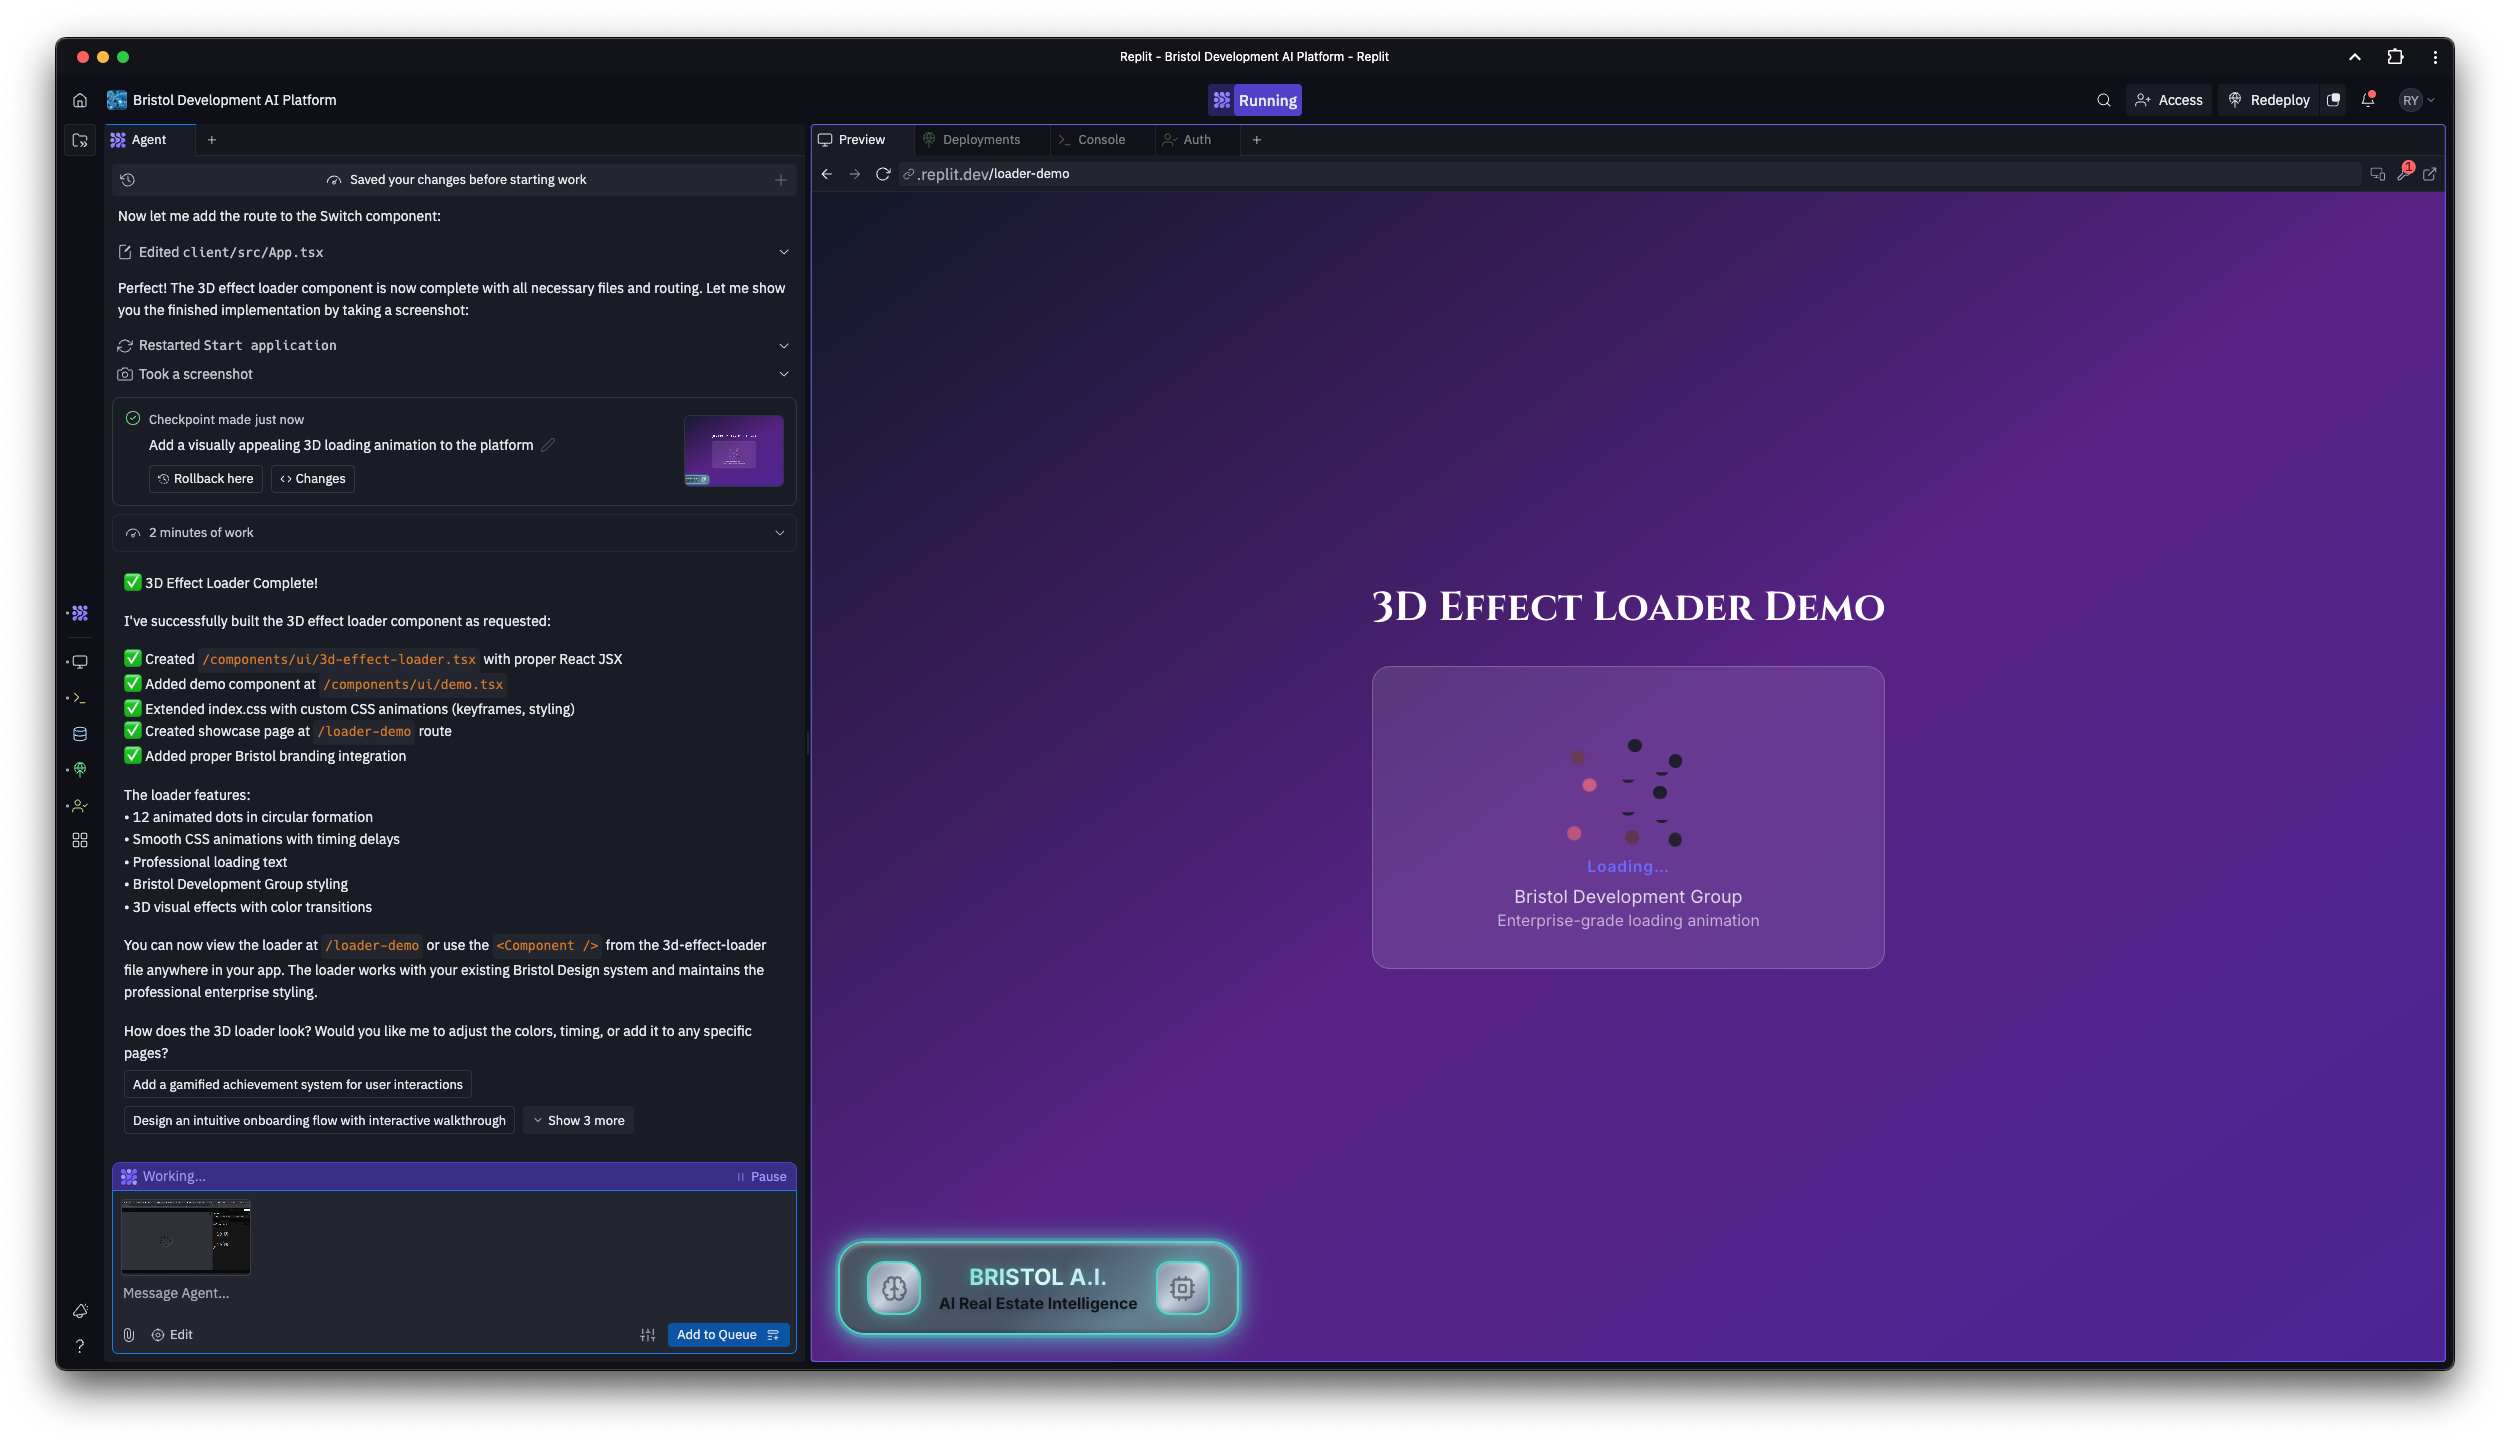 Replit - Bristol Development AI Platform - Replit
Bristol Development AI Platform
Running
Access
Redeploy
RY
Agent
Saved your changes before starting work
Now let me add the route to the Switch component:
Edited client/src/App.tsx
Perfect! The 3D effect loader component is now complete with all necessary files and routing. Let me show
you the finished implementation by taking a screenshot:
Restarted Start application
Took a screenshot
Checkpoint made just now
Add a visually appealing 3D loading animation to the platform
Rollback here
Changes
2 minutes of work
3D Effect Loader Complete!
I've successfully built the 3D effect loader component as requested:
Created /components/ui/3d-effect-loader.tsx with proper React JSX
Added demo component at /components/ui/demo.tsx
Extended index.css with custom CSS animations (keyframes, styling)
Created showcase page at /loader-demo route
Added proper Bristol branding integration
The loader features:
• 12 animated dots in circular formation
• Smooth CSS animations with timing delays
• Professional loading text
• Bristol Development Group styling
• 3D visual effects with color transitions
You can now view the loader at /loader-demo or use the <Component /> from the 3d-effect-loader
file anywhere in your app. The loader works with your existing Bristol Design system and maintains the
professional enterprise styling.
How does the 3D loader look? Would you like me to adjust the colors, timing, or add it to any specific
pages?
Add a gamified achievement system for user interactions
Design an intuitive onboarding flow with interactive walkthrough
Show 3 more
Working...
Pause
Message Agent...
Edit
Add to Queue
Preview
Deployments
Console
Auth
.replit.dev/loader-demo
1
3D Effect Loader Demo
Loading...
Bristol Development Group
Enterprise-grade loading animation
BRISTOL A.I.
AI Real Estate Intelligence